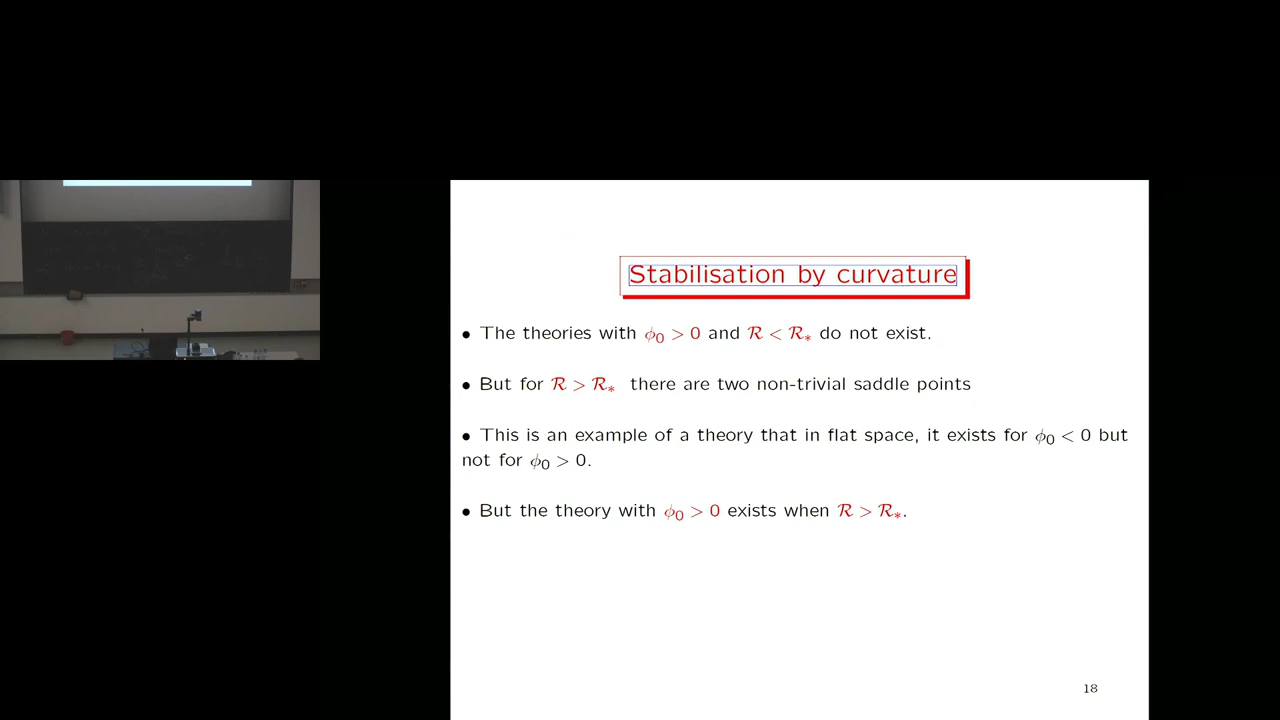 Stabilisation by curvature
• The theories with ϕ₀ > 0 and ℛ < ℛ* do not exist.
• But for ℛ > ℛ* there are two non-trivial saddle points
• This is an example of a theory that in flat space, it exists for ϕ₀ < 0 but
not for ϕ₀ > 0.
• But the theory with ϕ₀ > 0 exists when ℛ > ℛ*.
18